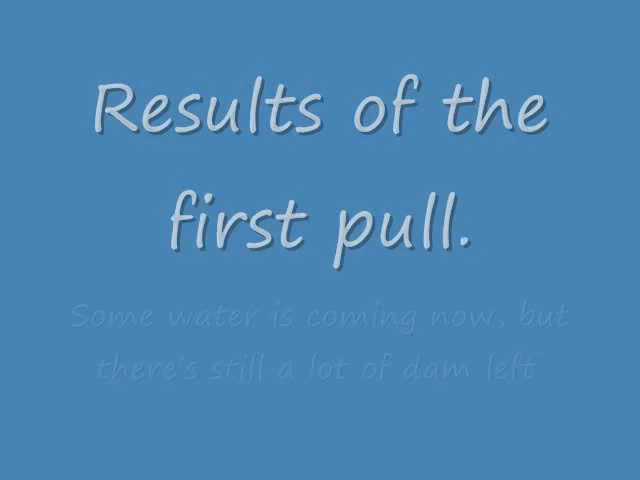 Results of the
first pull.
Some water is coming now, but
there's still a lot of dam left